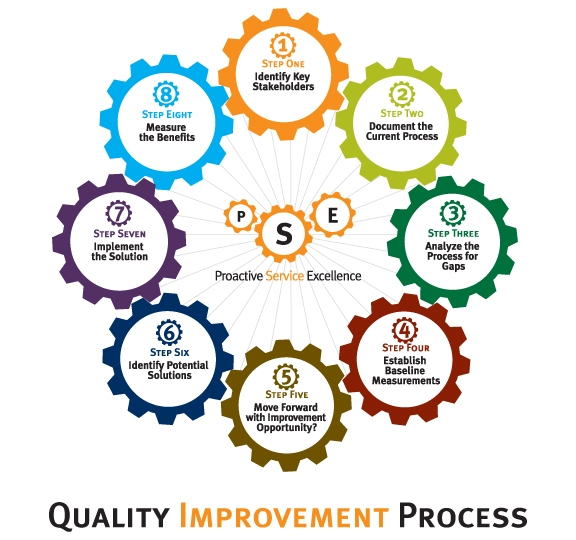 1
STEP ONE
Identify Key
Stakeholders
2
STEP TWO
Document the
Current Process
3
STEP THREE
Analyze the
Process for
Gaps
4
STEP FOUR
Establish
Baseline
Measurements
5
STEP FIVE
Move Forward
with Improvement
Opportunity?
6
STEP SIX
Identify Potential
Solutions
7
STEP SEVEN
Implement
the Solution
8
STEP EIGHT
Measure
the Benefits
P S E
Proactive Service Excellence
QUALITY IMPROVEMENT PROCESS